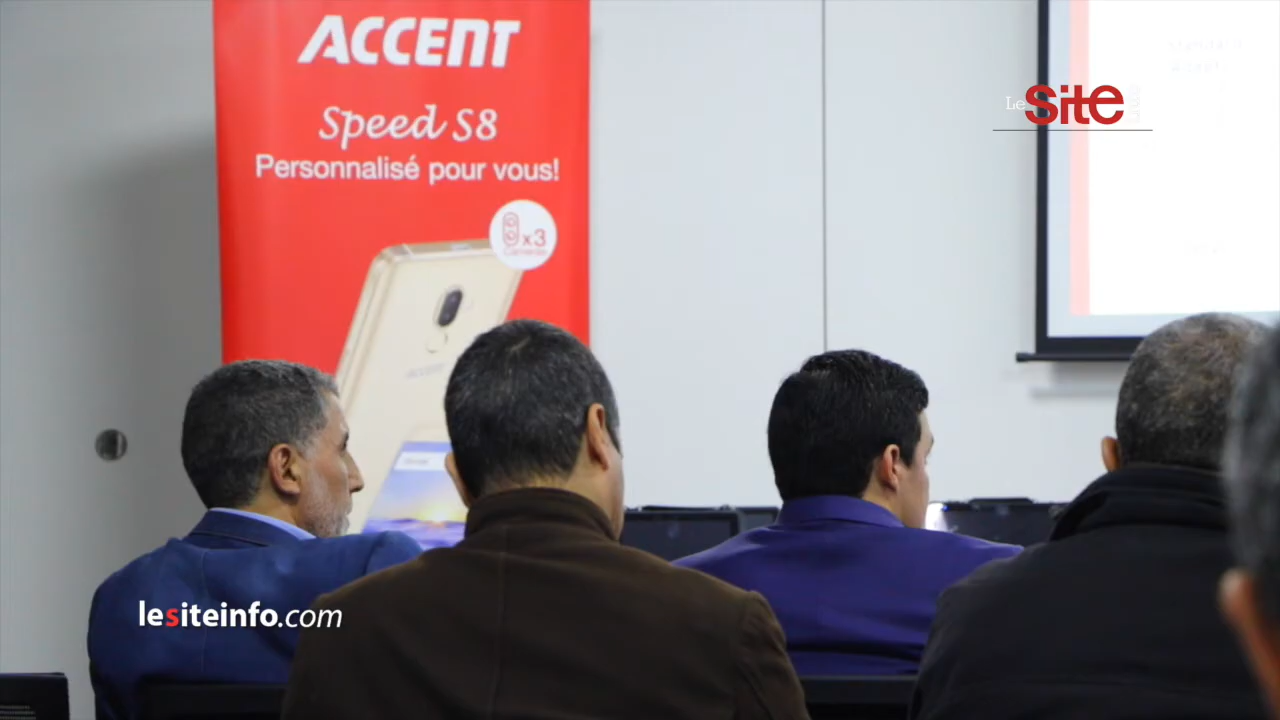 ACCENT
Speed S8
Personnalisé pour vous!
x3
Le Site
lesiteinfo.com